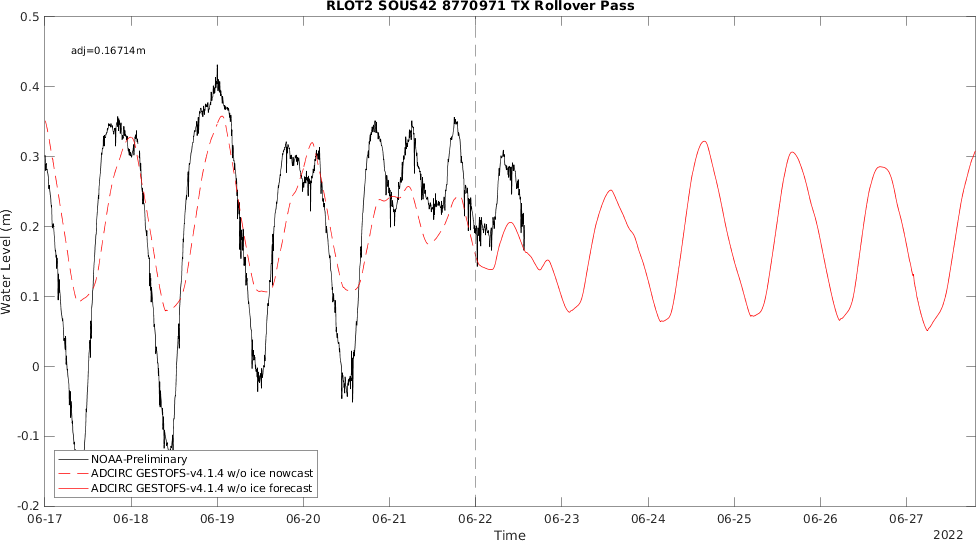 RLOT2 SOUS42 8770971 TX Rollover Pass
adj=0.16714m
Water Level (m)
0.5
0.4
0.3
0.2
0.1
0
-0.1
-0.2
NOAA-Preliminary
ADCIRC GESTOFS-v4.1.4 w/o ice nowcast
ADCIRC GESTOFS-v4.1.4 w/o ice forecast
06-17 06-18 06-19 06-20 06-21 06-22 06-23 06-24 06-25 06-26 06-27
Time
2022